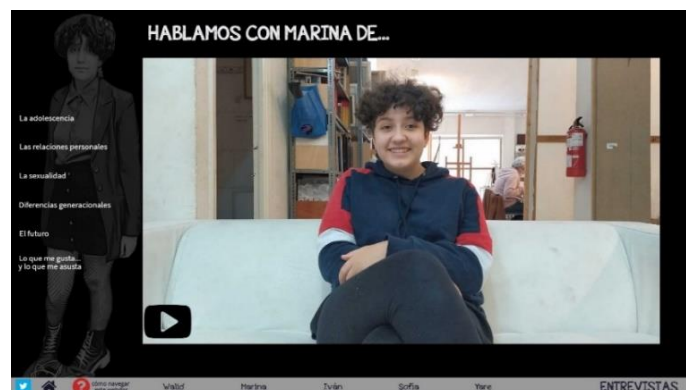 HABLAMOS CON MARINA DE...
La adolescencia
Las relaciones personales
La sexualidad
Diferencias generacionales
El futuro
Lo que me gusta...
y lo que me asusta
?
cómo navegar
Walid
Marina
Iván
Sofía
Yare
ENTREVISTAS